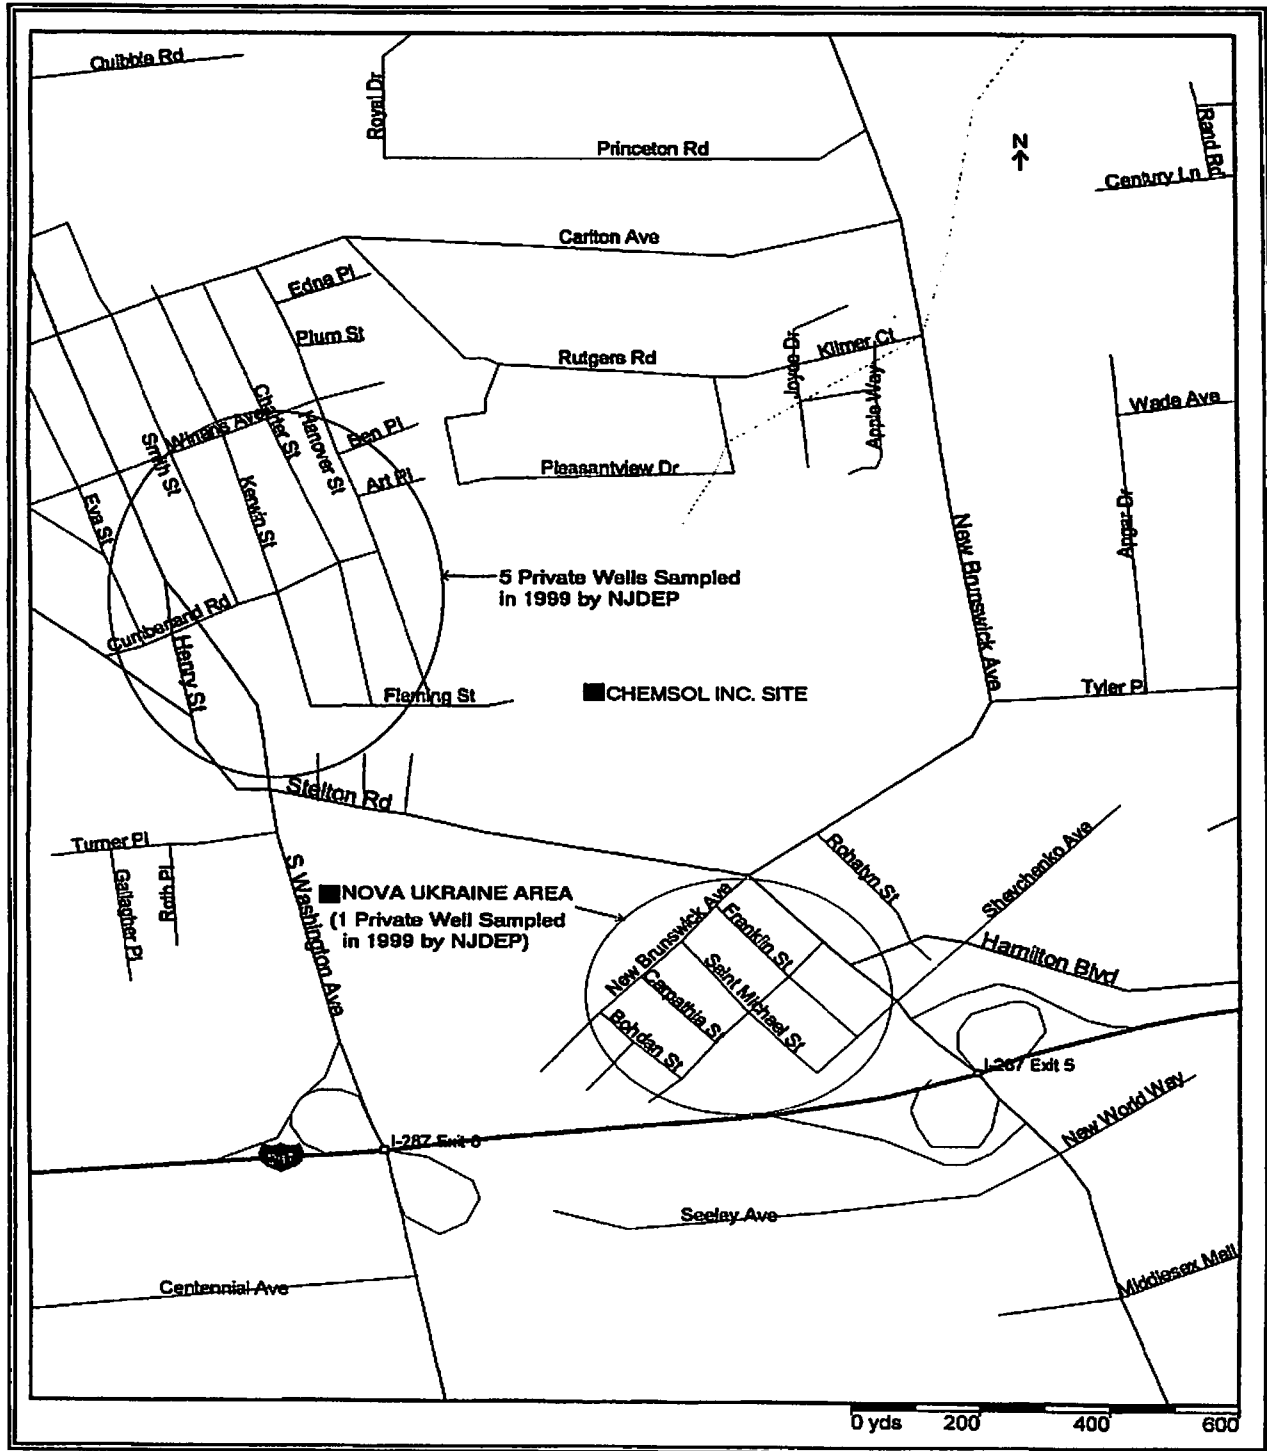 Quibble Rd
Royal Dr
Princeton Rd
N
Rand Rd
Century Ln
Carlton Ave
Edna Pl
Plum St
Rutgers Rd
Joyce Dr
Kilmer Ct
Apple Way
Wade Ave
Winans Ave
Charter St
Hanover St
Ben Pl
Art Pl
Smith St
Kerwin St
Eva St
Pleasantview Dr
Angar Dr
New Brunswick Ave
5 Private Wells Sampled
in 1999 by NJDEP
Cumberland Rd
Henry St
Fleming St
CHEMSOL INC. SITE
Tyler P
Stelton Rd
Turner Pl
Gallagher Pl
Roth Pl
S Washington Ave
NOVA UKRAINE AREA
(1 Private Well Sampled
in 1999 by NJDEP)
New Brunswick Ave
Franklin St
Rohatyn St
Shevchenko Ave
Hamilton Blvd
Saint Michael St
Carpathia St
Bohdan St
I-287 Exit 5
I-287 Exit 6
New World Way
Seeley Ave
Centennial Ave
Middlesex Mall
0 yds 200 400 600